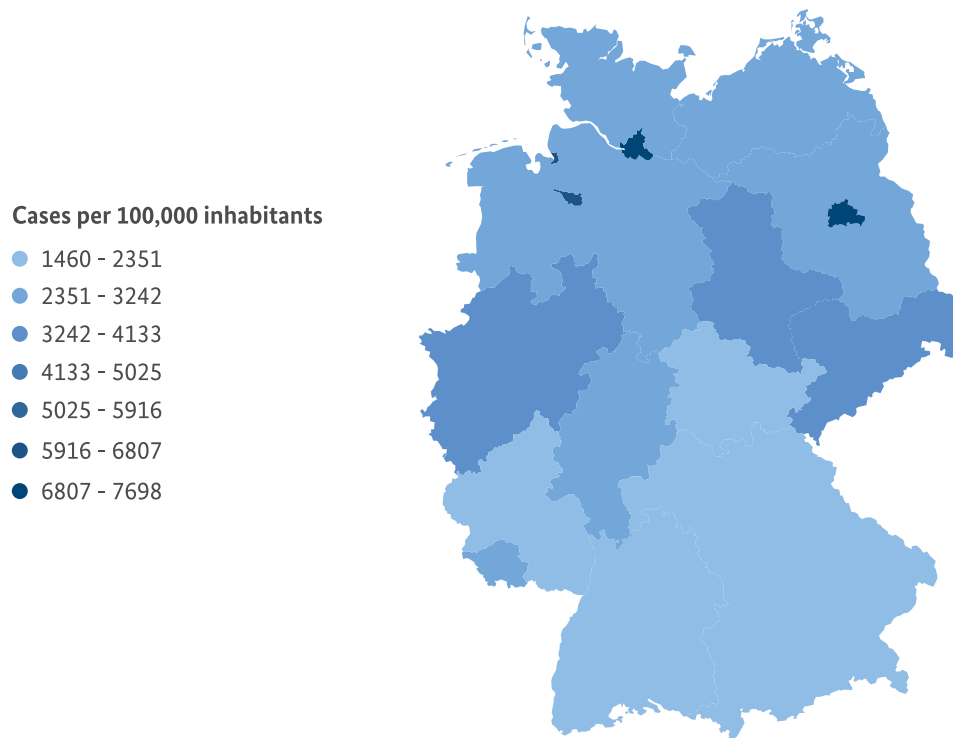 Cases per 100,000 inhabitants
1460 - 2351
2351 - 3242
3242 - 4133
4133 - 5025
5025 - 5916
5916 - 6807
6807 - 7698